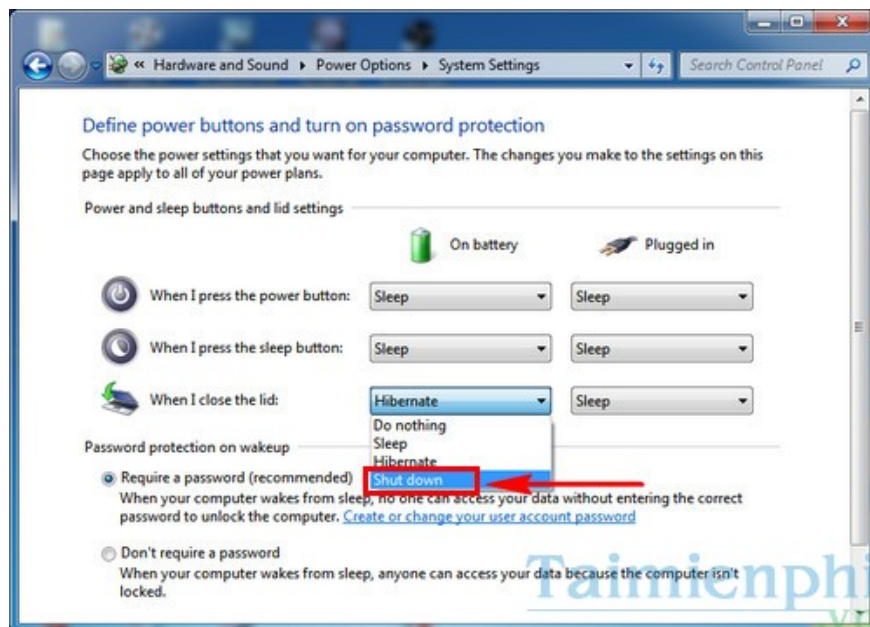 « Hardware and Sound ▸ Power Options ▸ System Settings
Search Control Panel
Define power buttons and turn on password protection
Choose the power settings that you want for your computer. The changes you make to the settings on this
page apply to all of your power plans.
Power and sleep buttons and lid settings
On battery
Plugged in
When I press the power button:
Sleep
Sleep
When I press the sleep button:
Sleep
Sleep
When I close the lid:
Hibernate
Sleep
Do nothing
Sleep
Hibernate
Shut down
Password protection on wakeup
Require a password (recommended)
When your computer wakes from sleep, no one can access your data without entering the correct
password to unlock the computer. Create or change your user account password
Don't require a password
When your computer wakes from sleep, anyone can access your data because the computer isn't
locked.
Taimienphi